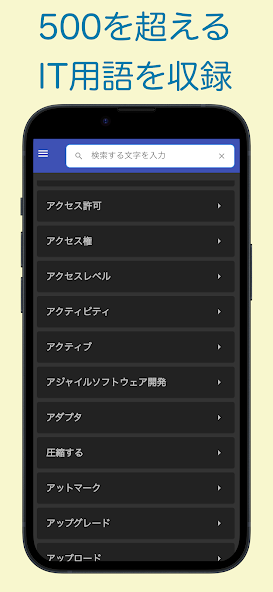 500を超える
IT用語を収録
検索する文字を入力
アクセス許可
アクセス権
アクセスレベル
アクティビティ
アクティブ
アジャイルソフトウェア開発
アダプタ
圧縮する
アットマーク
アップグレード
アップロード